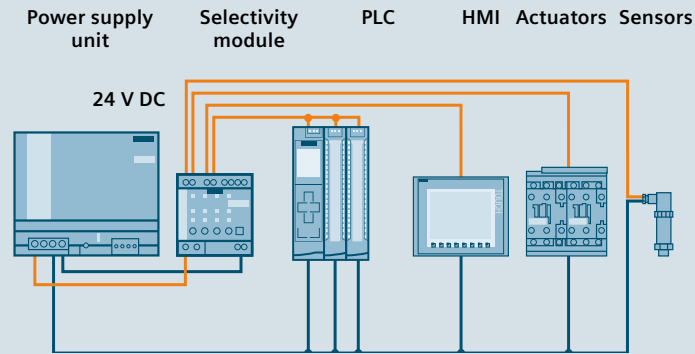 Power supply
unit
Selectivity
module
PLC
HMI
Actuators
Sensors
24 V DC